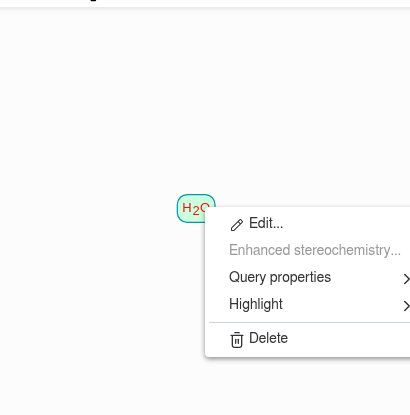 H₂O
Edit...
Enhanced stereochemistry...
Query properties
Highlight
Delete